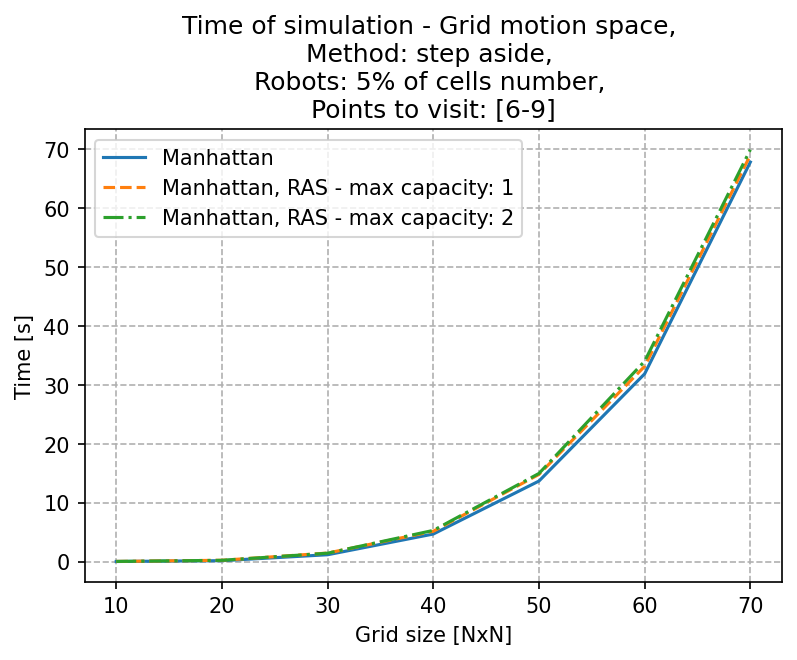 Time of simulation - Grid motion space,
Method: step aside,
Robots: 5% of cells number,
Points to visit: [6-9]
Manhattan
Manhattan, RAS - max capacity: 1
Manhattan, RAS - max capacity: 2
Time [s]
70
60
50
40
30
20
10
0
10 20 30 40 50 60 70
Grid size [NxN]